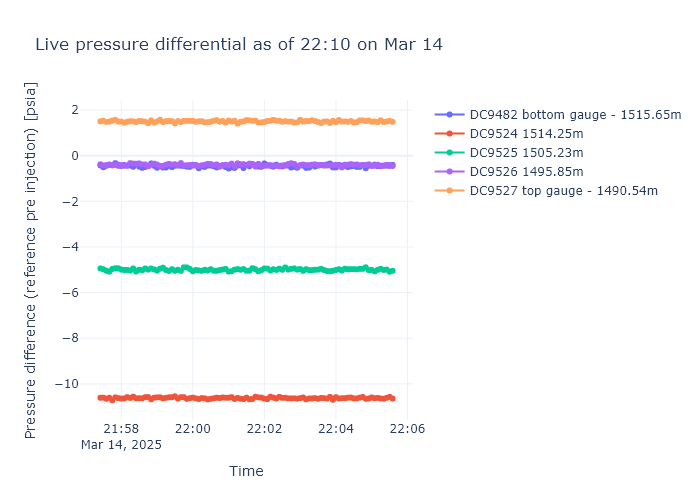 Live pressure differential as of 22:10 on Mar 14
Pressure difference (reference pre injection) [psia]
2
0
−2
−4
−6
−8
−10
21:58
Mar 14, 2025
22:00
22:02
22:04
22:06
Time
DC9482 bottom gauge - 1515.65m
DC9524 1514.25m
DC9525 1505.23m
DC9526 1495.85m
DC9527 top gauge - 1490.54m